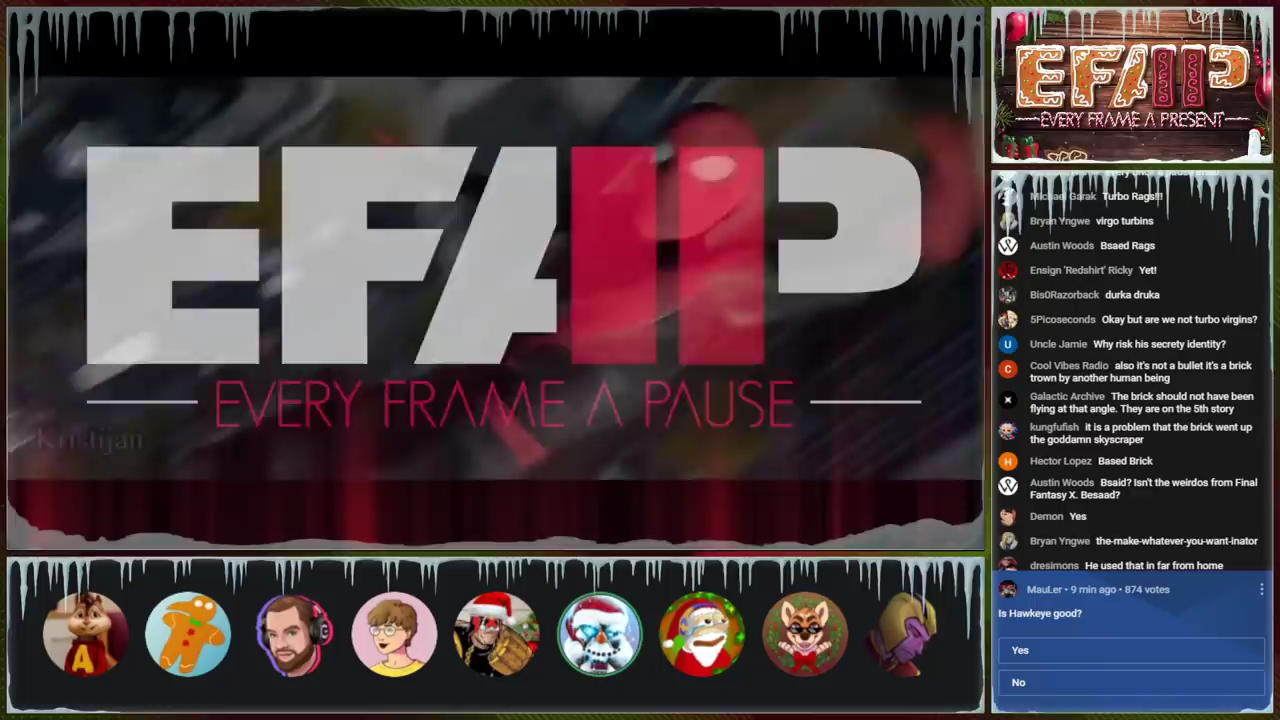 EFAP
EVERY FRAME A PAUSE
Kristijan
A
EFAP
EVERY FRAME A PRESENT
Michael Garak Turbo Rags!!!
Bryan Yngwe virgo turbins
Austin Woods Bsaed Rags
Ensign 'Redshirt' Ricky Yet!
Bis0Razorback durka druka
5Picoseconds Okay but are we not turbo virgins?
U
Uncle Jamie Why risk his secrety identity?
C
Cool Vibes Radio also it's not a bullet it's a brick
trown by another human being
Galactic Archive The brick should not have been
flying at that angle. They are on the 5th story
kungfufish it is a problem that the brick went up
the goddamn skyscraper
H
Hector Lopez Based Brick
Austin Woods Bsaid? Isn't the weirdos from Final
Fantasy X. Besaad?
Demon Yes
Bryan Yngwe the-make-whatever-you-want-inator
dresimons He used that in far from home
MauLer • 9 min ago • 874 votes
Is Hawkeye good?
Yes
No